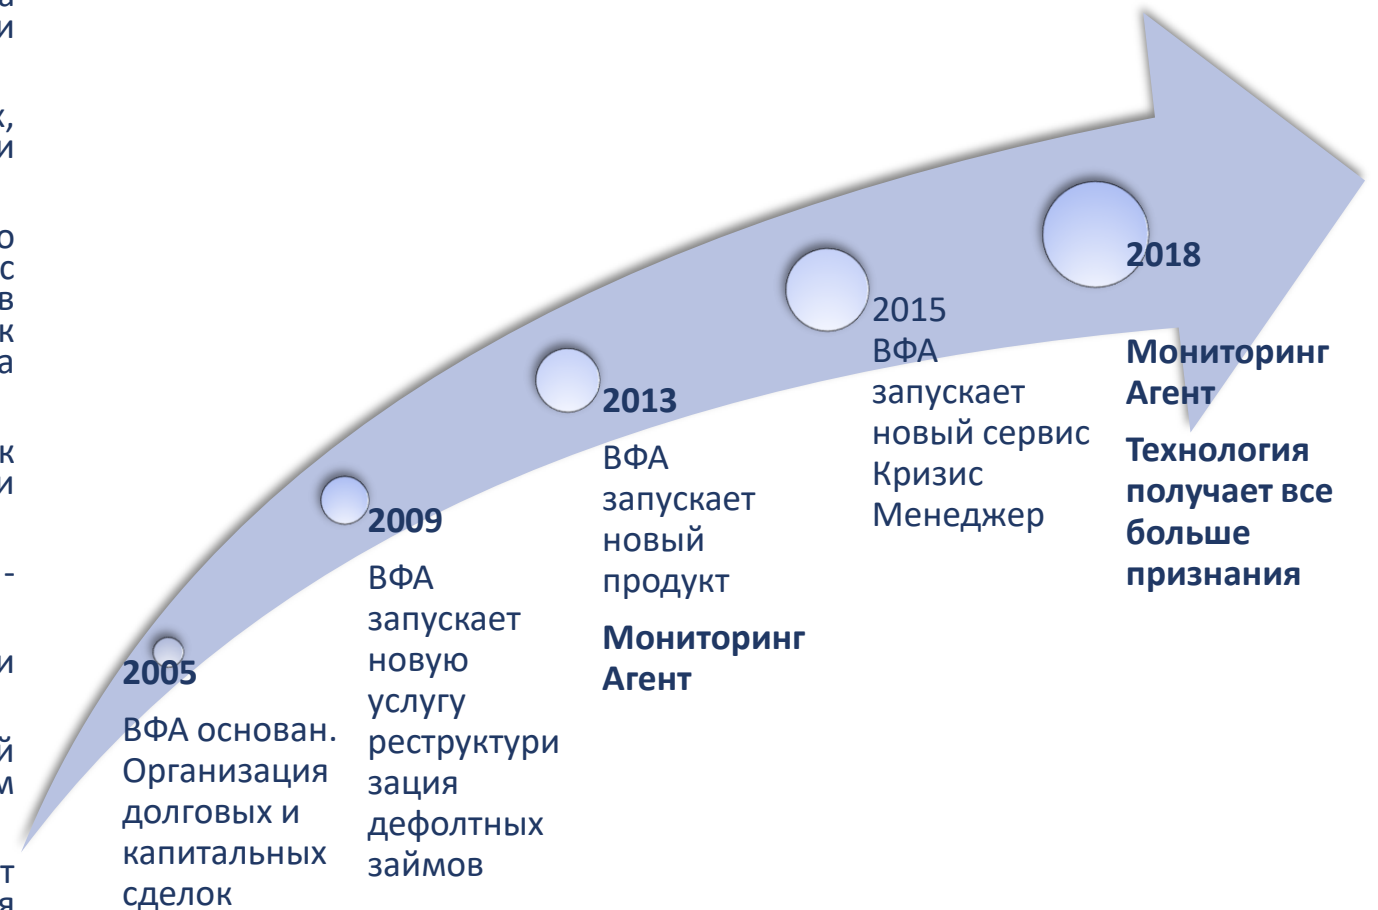 2005
ВФА основан.
Организация
долговых и
капитальных
сделок
2009
ВФА
запускает
новую
услугу
реструктури
зация
дефолтных
займов
2013
ВФА
запускает
новый
продукт
Мониторинг
Агент
2015
ВФА
запускает
новый сервис
Кризис
Менеджер
2018
Мониторинг
Агент
Технология
получает все
больше
признания